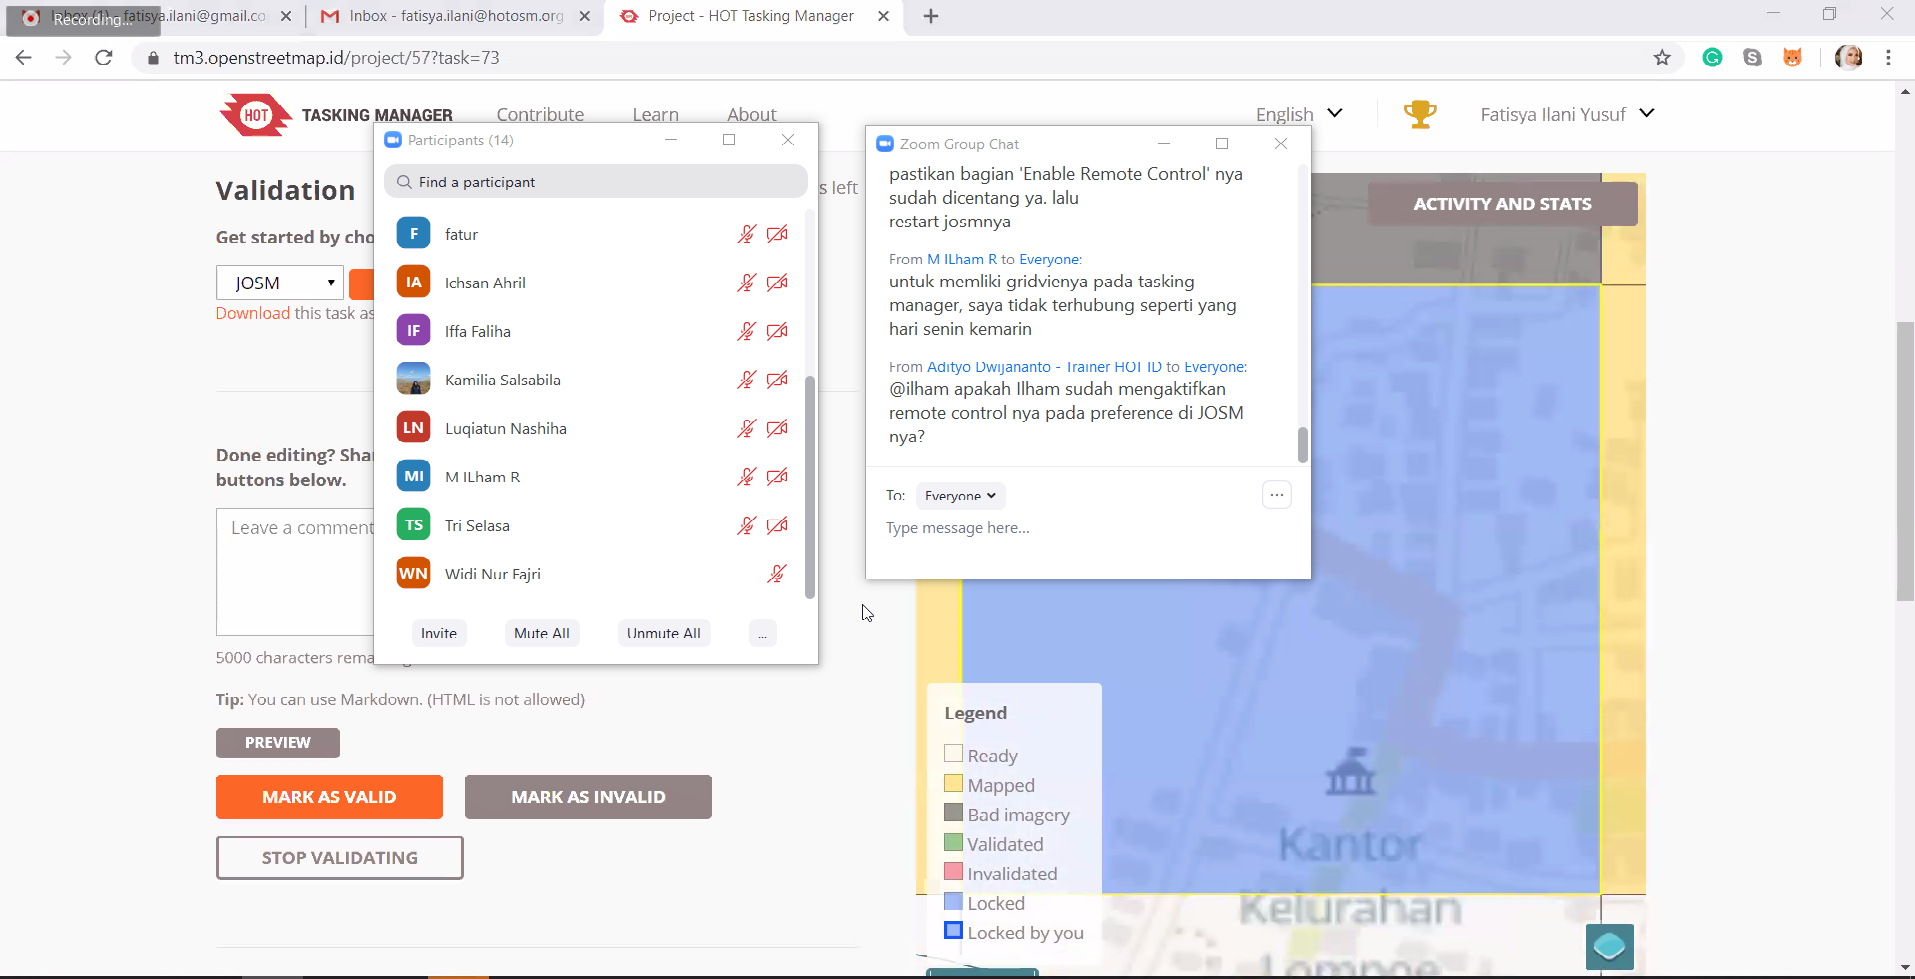 Recording...
Inbox (1) - fatisya.ilani@gmail.co
Inbox - fatisya.ilani@hotosm.org
Project - HOT Tasking Manager
tm3.openstreetmap.id/project/57?task=73
HOT
TASKING MANAGER
Contribute
Learn
About
English
Fatisya Ilani Yusuf
Validation
s left
Get started by cho
JOSM
Download this task as
Done editing? Shar
buttons below.
Leave a comment
5000 characters rema
Tip: You can use Markdown. (HTML is not allowed)
PREVIEW
MARK AS VALID
MARK AS INVALID
STOP VALIDATING
Participants (14)
Find a participant
F
fatur
IA
Ichsan Ahril
IF
Iffa Faliha
Kamilia Salsabila
LN
Luqiatun Nashiha
MI
M ILham R
TS
Tri Selasa
WN
Widi Nur Fajri
Invite
Mute All
Unmute All
...
Zoom Group Chat
pastikan bagian 'Enable Remote Control' nya
sudah dicentang ya. lalu
restart josmnya
From M ILham R to Everyone:
untuk memliki gridvienya pada tasking
manager, saya tidak terhubung seperti yang
hari senin kemarin
From Adityo Dwijananto - Trainer HOT ID to Everyone:
@ilham apakah Ilham sudah mengaktifkan
remote control nya pada preference di JOSM
nya?
To: Everyone
...
Type message here...
ACTIVITY AND STATS
Legend
Ready
Mapped
Bad imagery
Validated
Invalidated
Locked
Locked by you
Kantor
Kelurahan
Lompoe